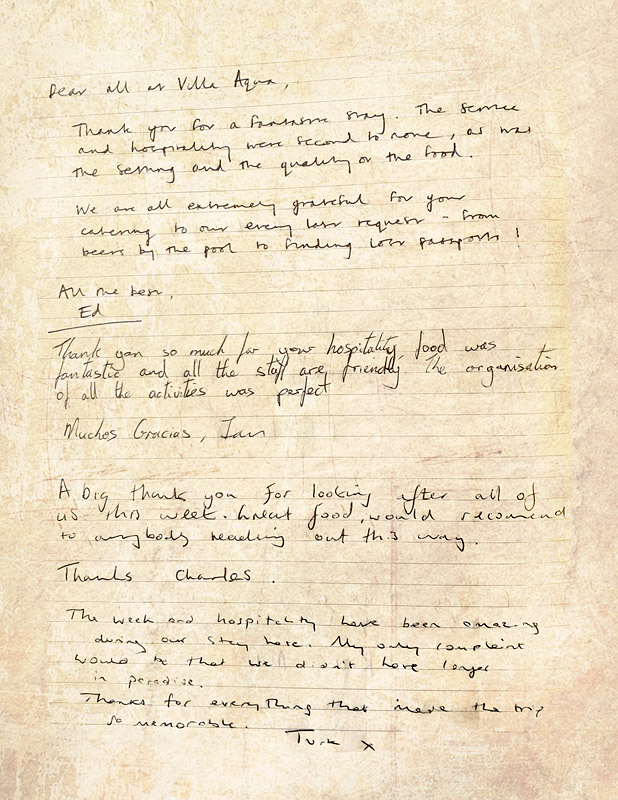 Dear all at Villa Aqua,
Thank you for a fantastic stay. The service
and hospitality were second to none, as was
the setting and the quality of the food.
We are all extremely grateful for your
catering to our every last request - from
beers by the pool to finding lost passports!
All the best,
Ed
Thank you so much for your hospitality, food was
fantastic and all the staff are friendly the organisation
of all the activities was perfect
Muchos Gracias, Ian
A big thank you for looking after all of
us this week. Great food, would recomend
to anybody heading out this way.
Thanks Charles.
The week and hospitality have been amazing
during our stay here. My only complaint
would be that we didn't have longer
in paradise.
Thanks for everything that made the trip
so memorable.
Turk x